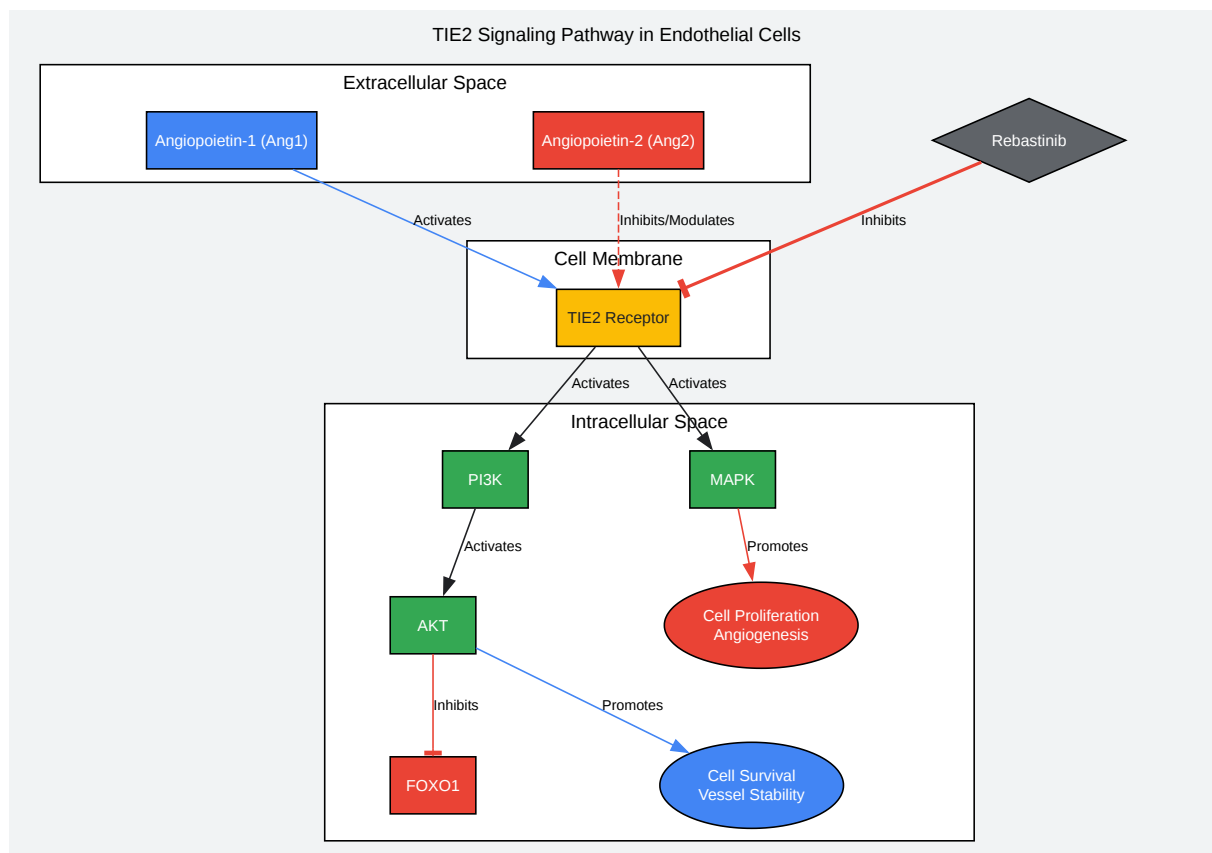 TIE2 Signaling Pathway in Endothelial Cells
Extracellular Space
Angiopoietin-1 (Ang1)
Angiopoietin-2 (Ang2)
Rebastinib
Activates
Inhibits/Modulates
Inhibits
Cell Membrane
TIE2 Receptor
Activates
Activates
Intracellular Space
PI3K
MAPK
Activates
Promotes
AKT
Cell Proliferation
Angiogenesis
Inhibits
Promotes
FOXO1
Cell Survival
Vessel Stability